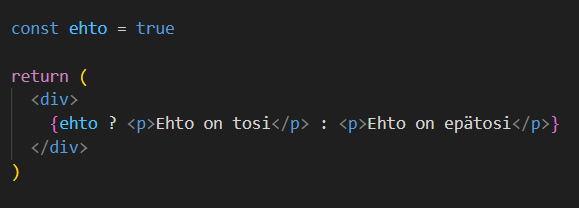 const ehto = true
return (
<div>
{ehto ? <p>Ehto on tosi</p> : <p>Ehto on epätosi</p>}
</div>
)